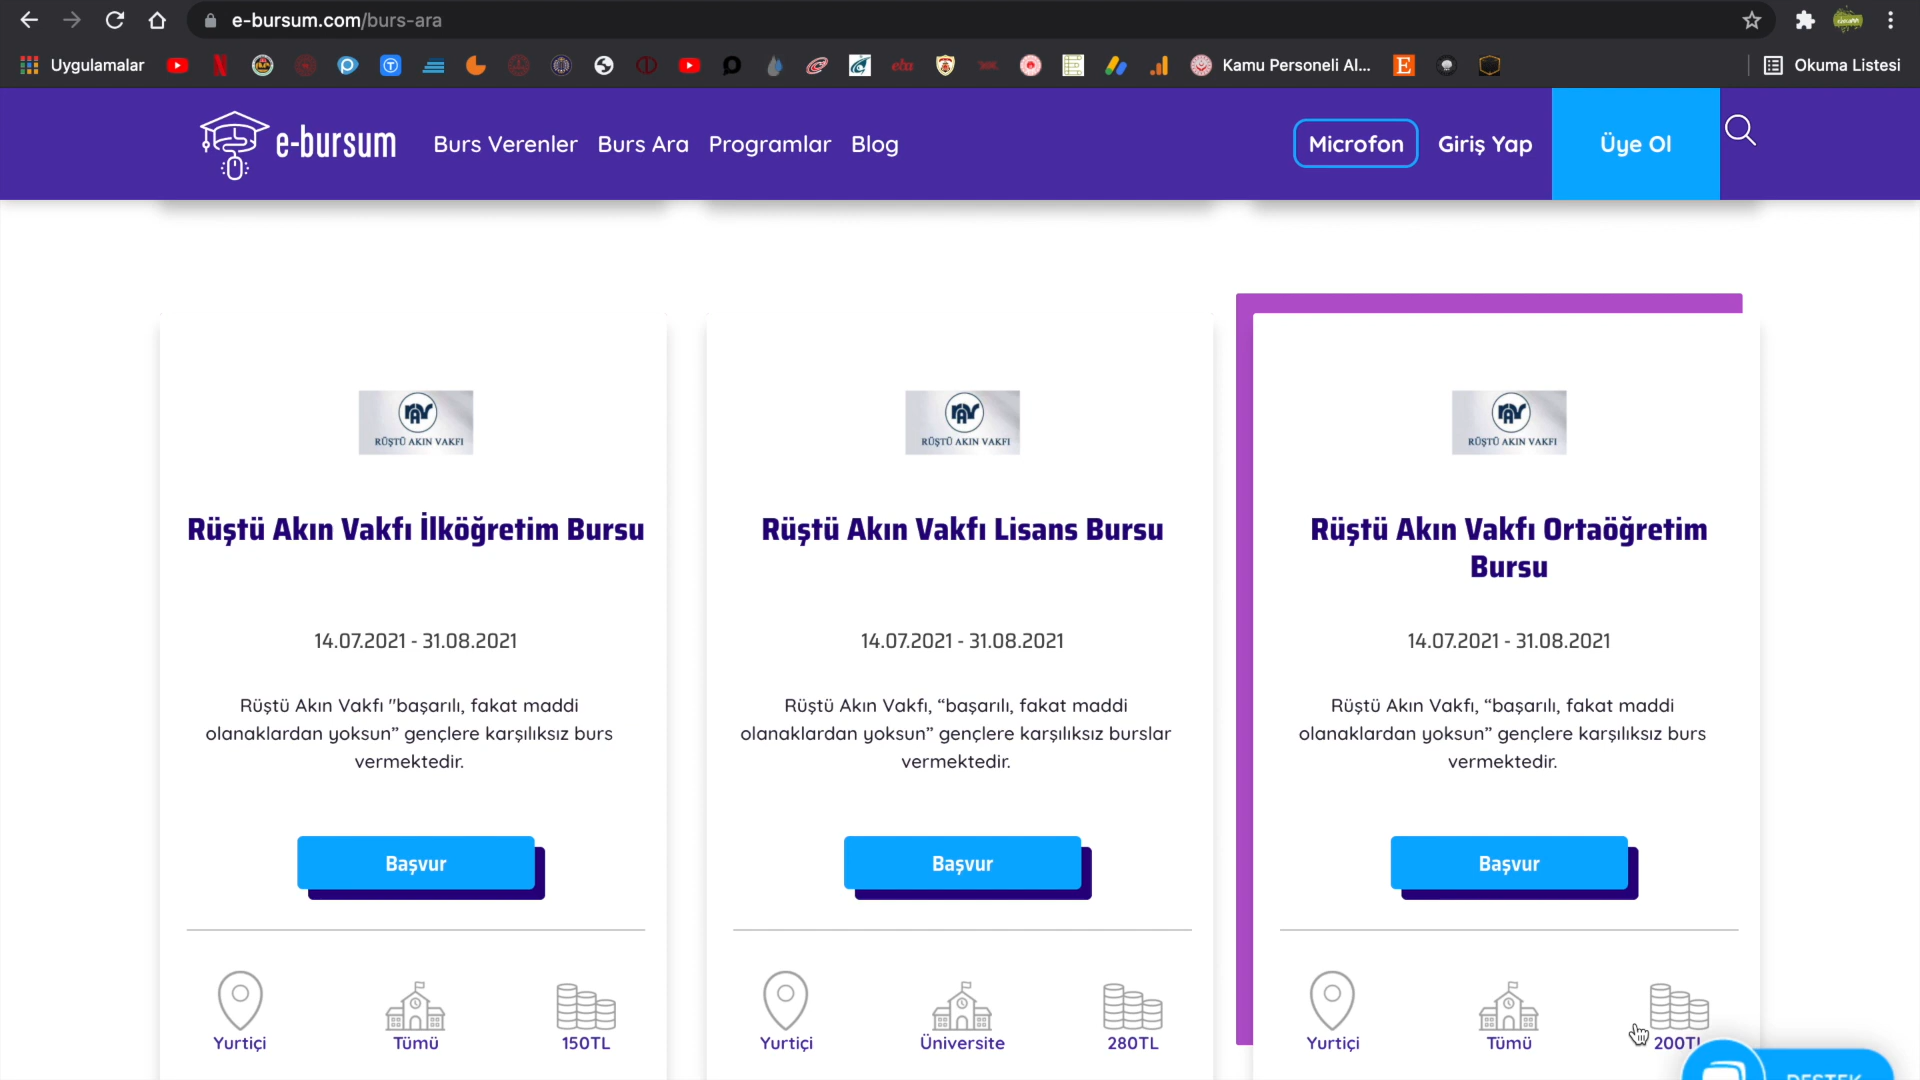 e-bursum.com/burs-ara
Uygulamalar
Kamu Personeli Al...
Okuma Listesi
e-bursum
Burs Verenler
Burs Ara
Programlar
Blog
Microfon
Giriş Yap
Üye Ol
RÜŞTÜ AKIN VAKFI
Rüştü Akın Vakfı İlköğretim Bursu
14.07.2021 - 31.08.2021
Rüştü Akın Vakfı "başarılı, fakat maddi
olanaklardan yoksun” gençlere karşılıksız burs
vermektedir.
Başvur
Yurtiçi
Tümü
150TL
RÜŞTÜ AKIN VAKFI
Rüştü Akın Vakfı Lisans Bursu
14.07.2021 - 31.08.2021
Rüştü Akın Vakfı, “başarılı, fakat maddi
olanaklardan yoksun” gençlere karşılıksız burslar
vermektedir.
Başvur
Yurtiçi
Üniversite
280TL
RÜŞTÜ AKIN VAKFI
Rüştü Akın Vakfı Ortaöğretim
Bursu
14.07.2021 - 31.08.2021
Rüştü Akın Vakfı, “başarılı, fakat maddi
olanaklardan yoksun” gençlere karşılıksız burs
vermektedir.
Başvur
Yurtiçi
Tümü
200TL
DESTEK